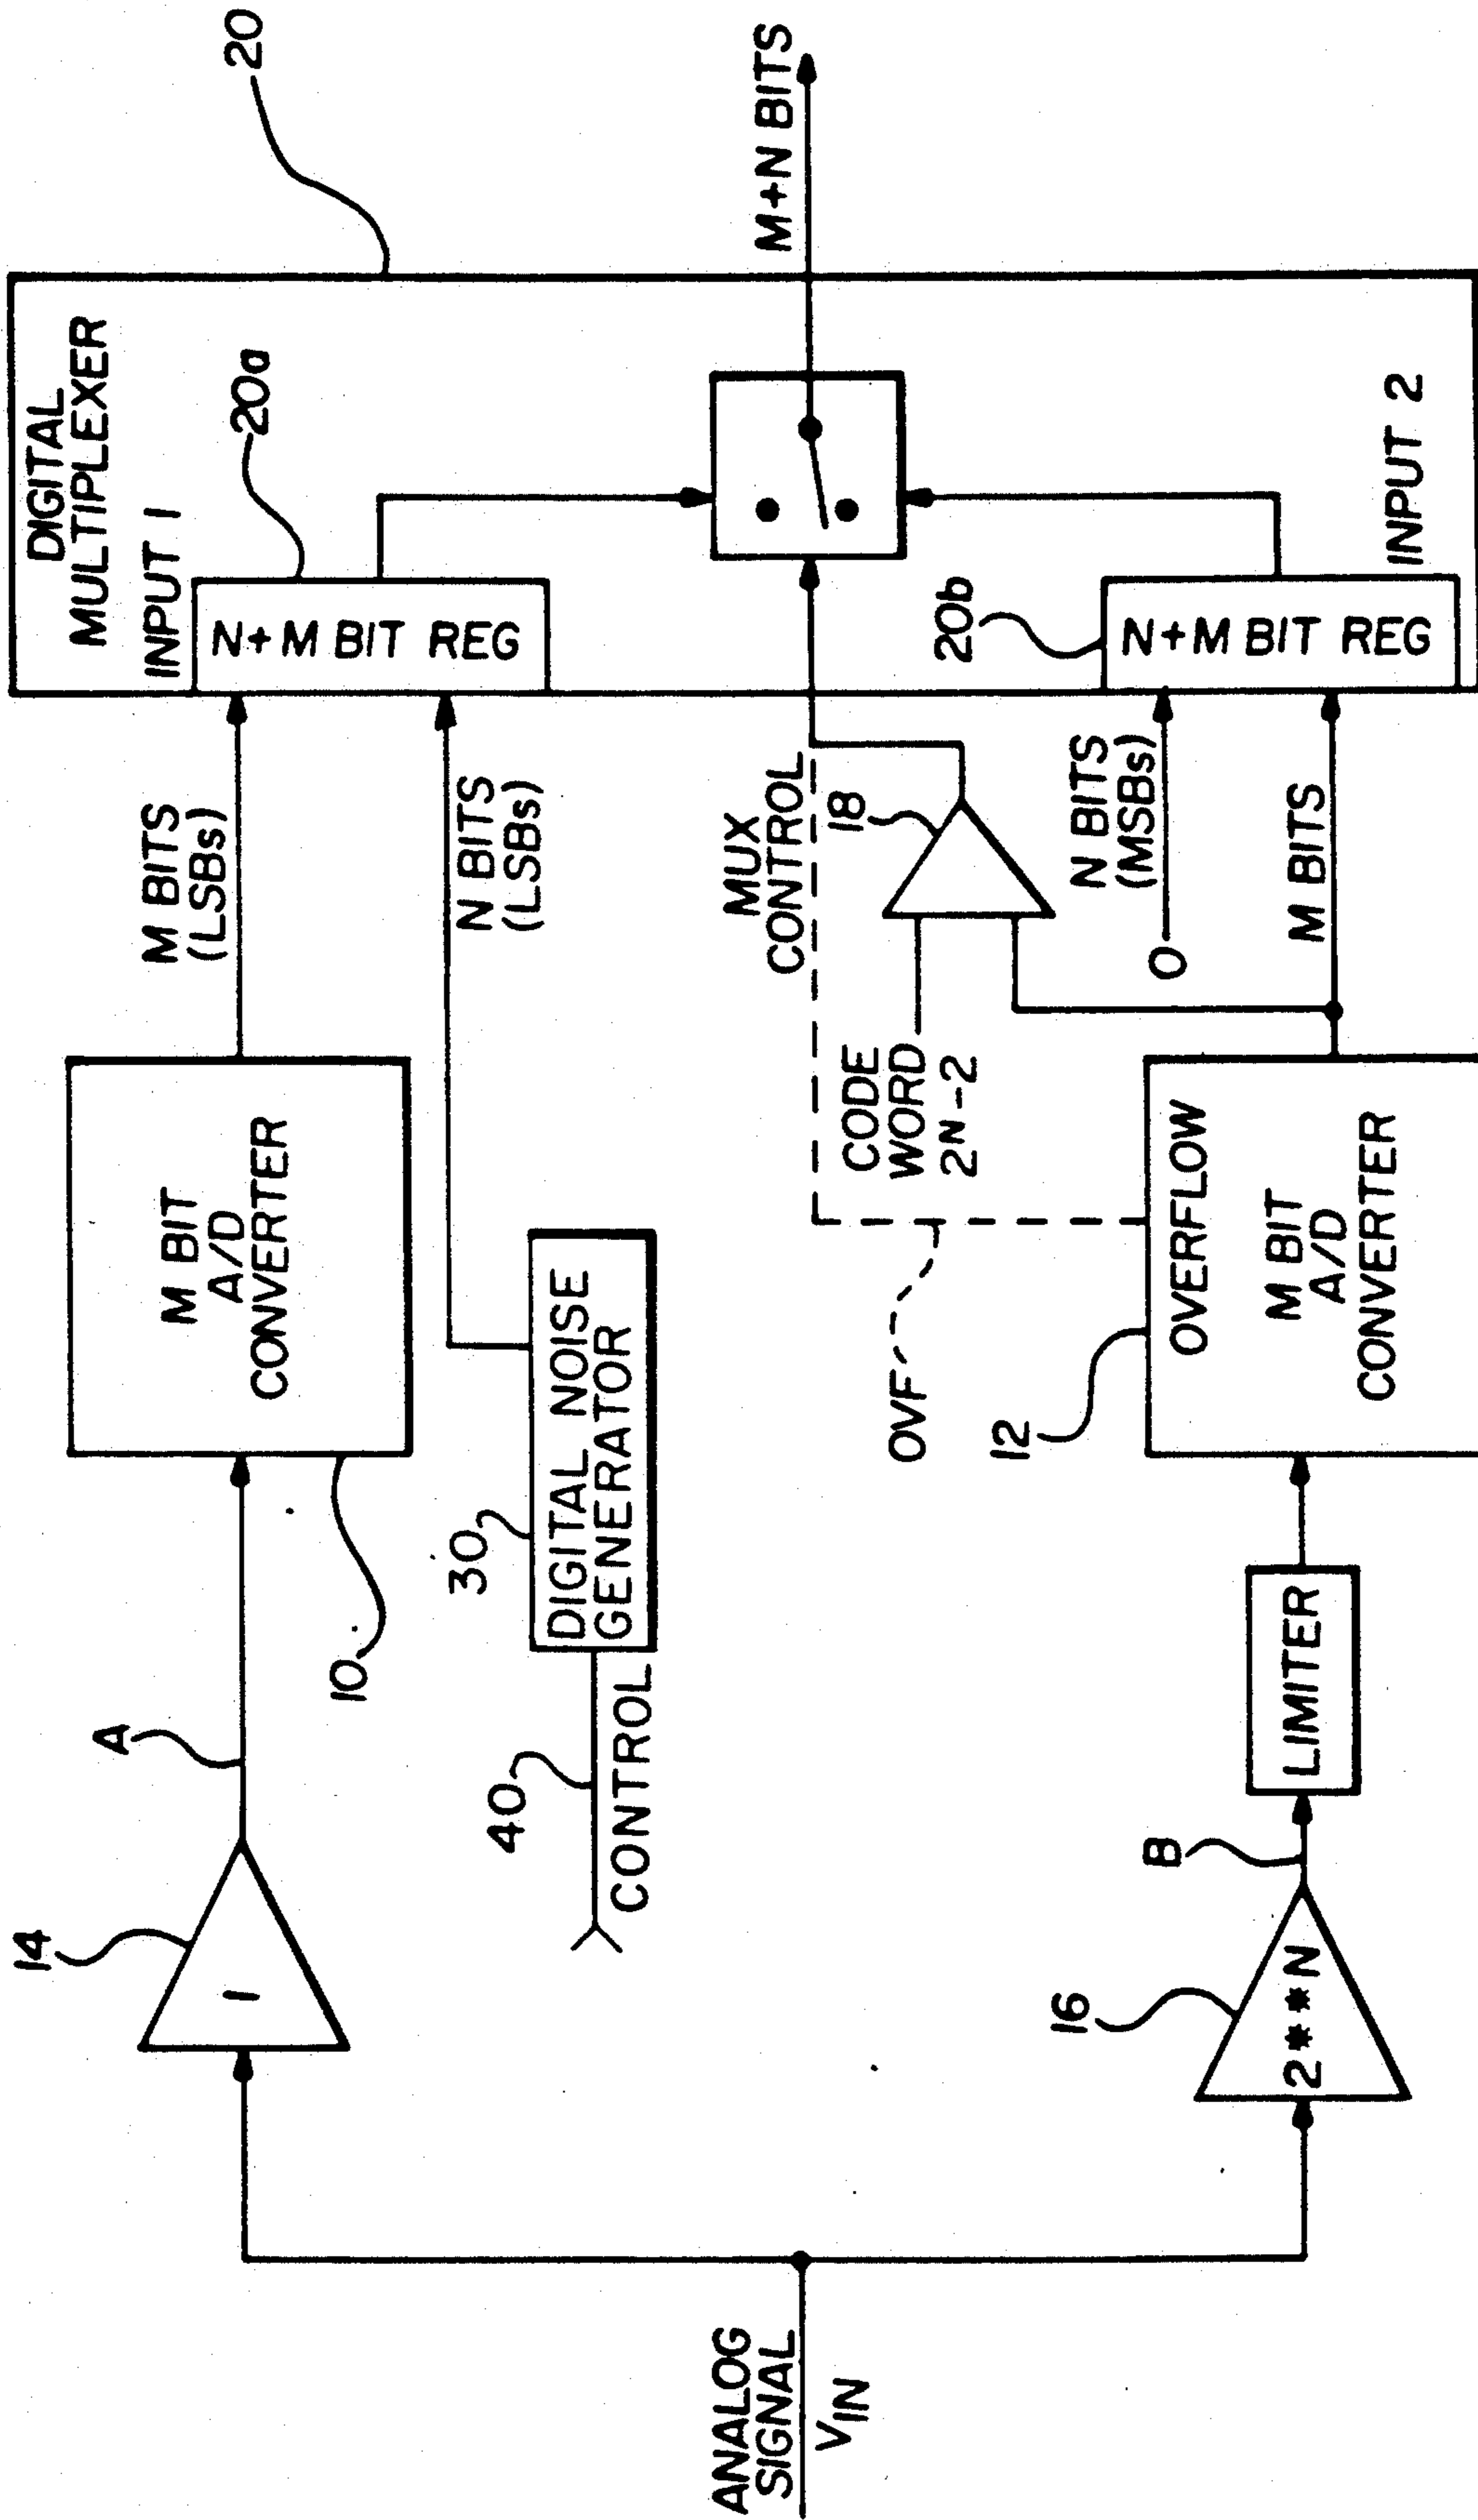 ANALOG
SIGNAL
VIN
14
1
A
10
M BIT
A/D
CONVERTER
M BITS
(LSBs)
40
CONTROL
30
DIGITAL NOISE
GENERATOR
N BITS
(LSBs)
DIGITAL
MULTIPLEXER
INPUT 1
20a
N+M BIT REG
20
M+N BITS
MUX
CONTROL
18
CODE
WORD
2N-2
OVF
16
2**N
B
LIMITER
12
OVERFLOW
M BIT
A/D
CONVERTER
0
N BITS
(MSBs)
M BITS
20b
N+M BIT REG
INPUT 2